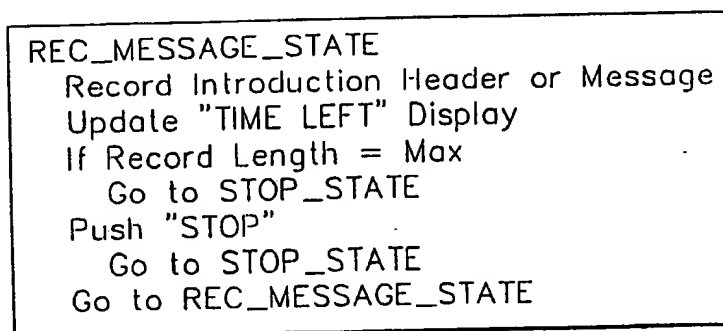 REC_MESSAGE_STATE
Record Introduction Header or Message
Update "TIME LEFT" Display
If Record Length = Max
Go to STOP_STATE
Push "STOP"
Go to STOP_STATE
Go to REC_MESSAGE_STATE